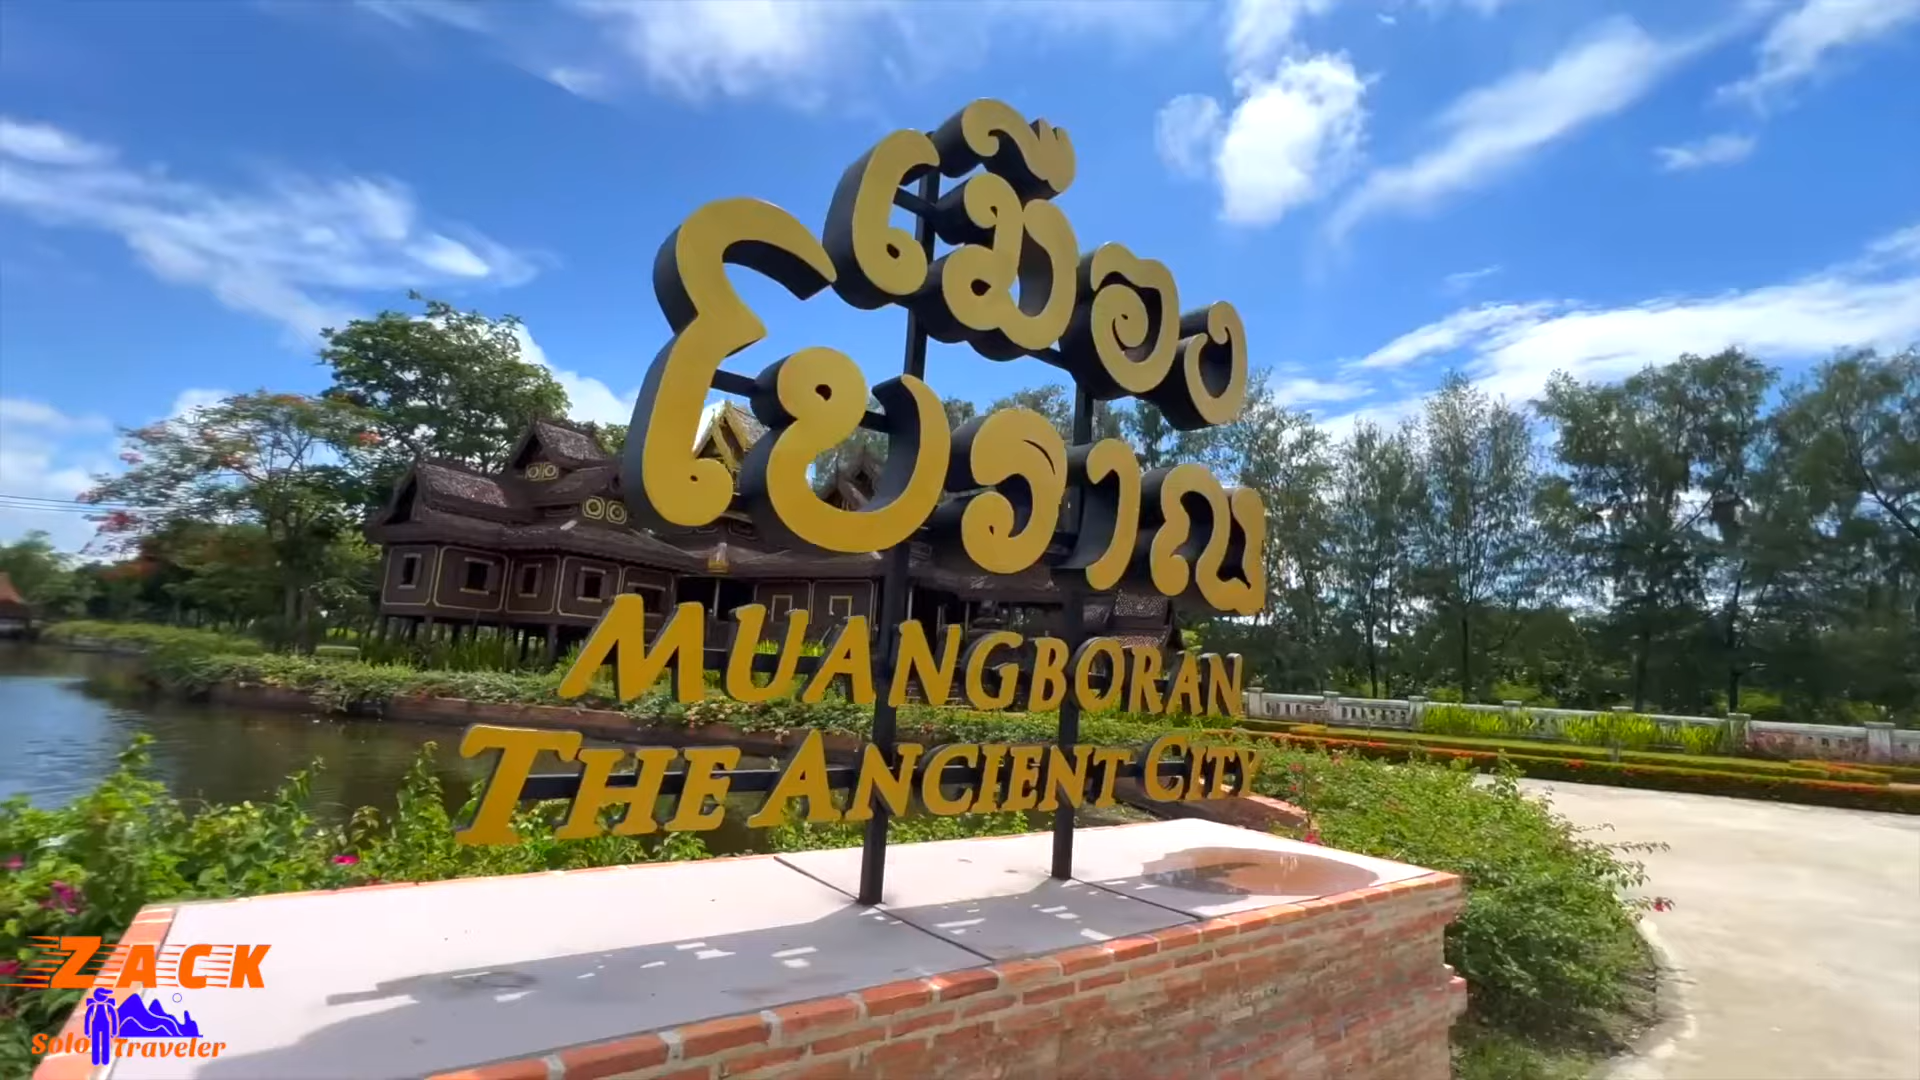 เมือง
โบราณ
MUANGBORAN
THE ANCIENT CITY
ZACK
Solo Traveler